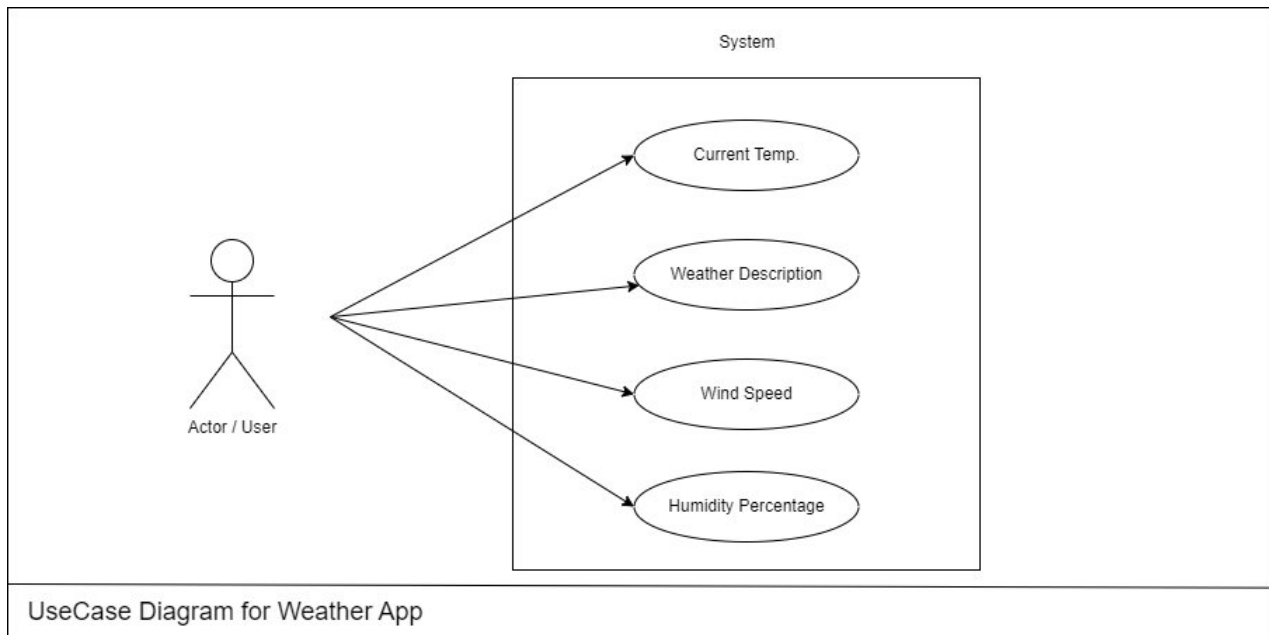 System
Current Temp.
Weather Description
Wind Speed
Actor / User
Humidity Percentage
UseCase Diagram for Weather App